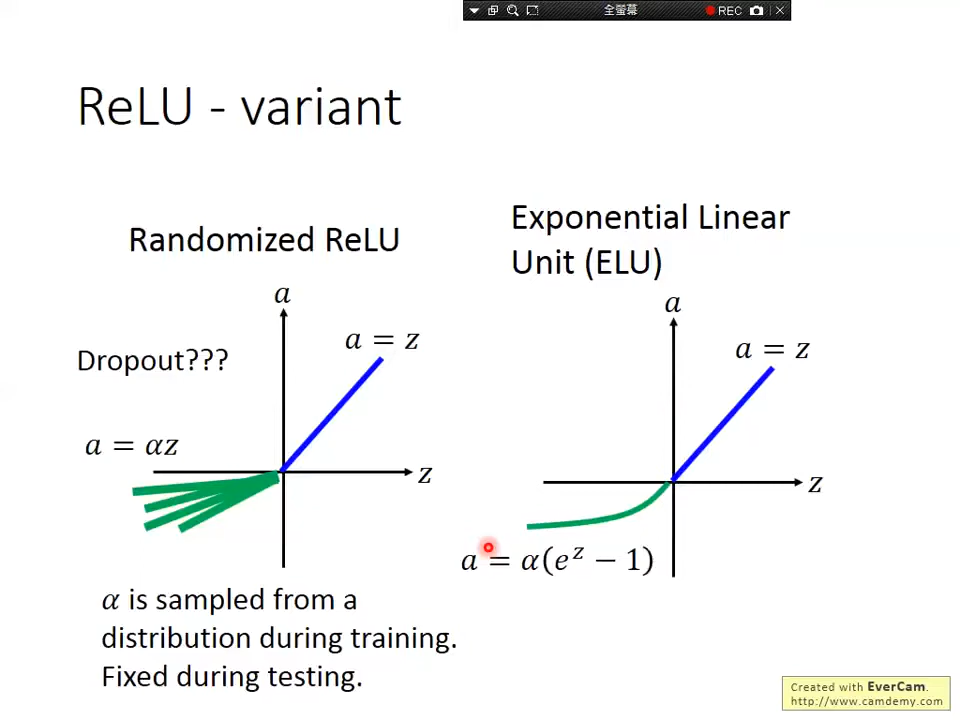 全螢幕
REC
ReLU - variant
Randomized ReLU
a
a = z
Dropout???
a = αz
z
α is sampled from a
distribution during training.
Fixed during testing.
Exponential Linear
Unit (ELU)
a
a = z
z
a = α(e^z − 1)
Created with EverCam.
http://www.camdemy.com